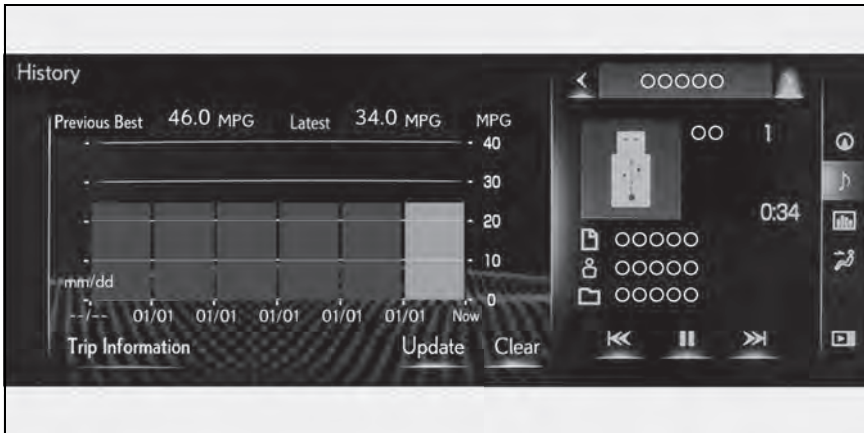 History
Previous Best 46.0 MPG Latest 34.0 MPG MPG
40
30
20
10
0
mm/dd
--/-- 01/01 01/01 01/01 01/01 01/01 Now
Trip Information Update Clear
OOOOO
OO 1
0:34
OOOOO
OOOOO
OOOOO